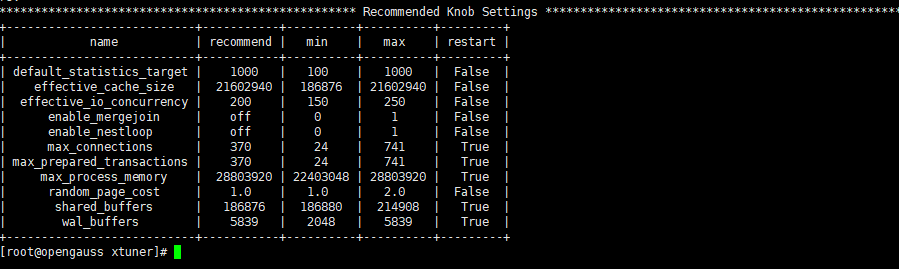 *************************************************** Recommended Knob Settings ***************************************************
+---------------------------+-----------+----------+----------+---------+
|            name           | recommend |   min    |   max    | restart |
+---------------------------+-----------+----------+----------+---------+
| default_statistics_target |    1000   |   100    |   1000   |  False  |
|    effective_cache_size   |  21602940 |  186876  | 21602940 |  False  |
|  effective_io_concurrency |    200    |   150    |   250    |  False  |
|      enable_mergejoin     |    off    |    0     |    1     |  False  |
|      enable_nestloop      |    off    |    0     |    1     |  False  |
|      max_connections      |    370    |    24    |   741    |   True  |
| max_prepared_transactions |    370    |    24    |   741    |   True  |
|     max_process_memory    |  28803920 | 22403048 | 28803920 |   True  |
|      random_page_cost     |    1.0    |   1.0    |   2.0    |  False  |
|       shared_buffers      |   186876  |  186880  |  214908  |   True  |
|        wal_buffers        |    5839   |   2048   |   5839   |   True  |
+---------------------------+-----------+----------+----------+---------+
[root@opengauss xtuner]#